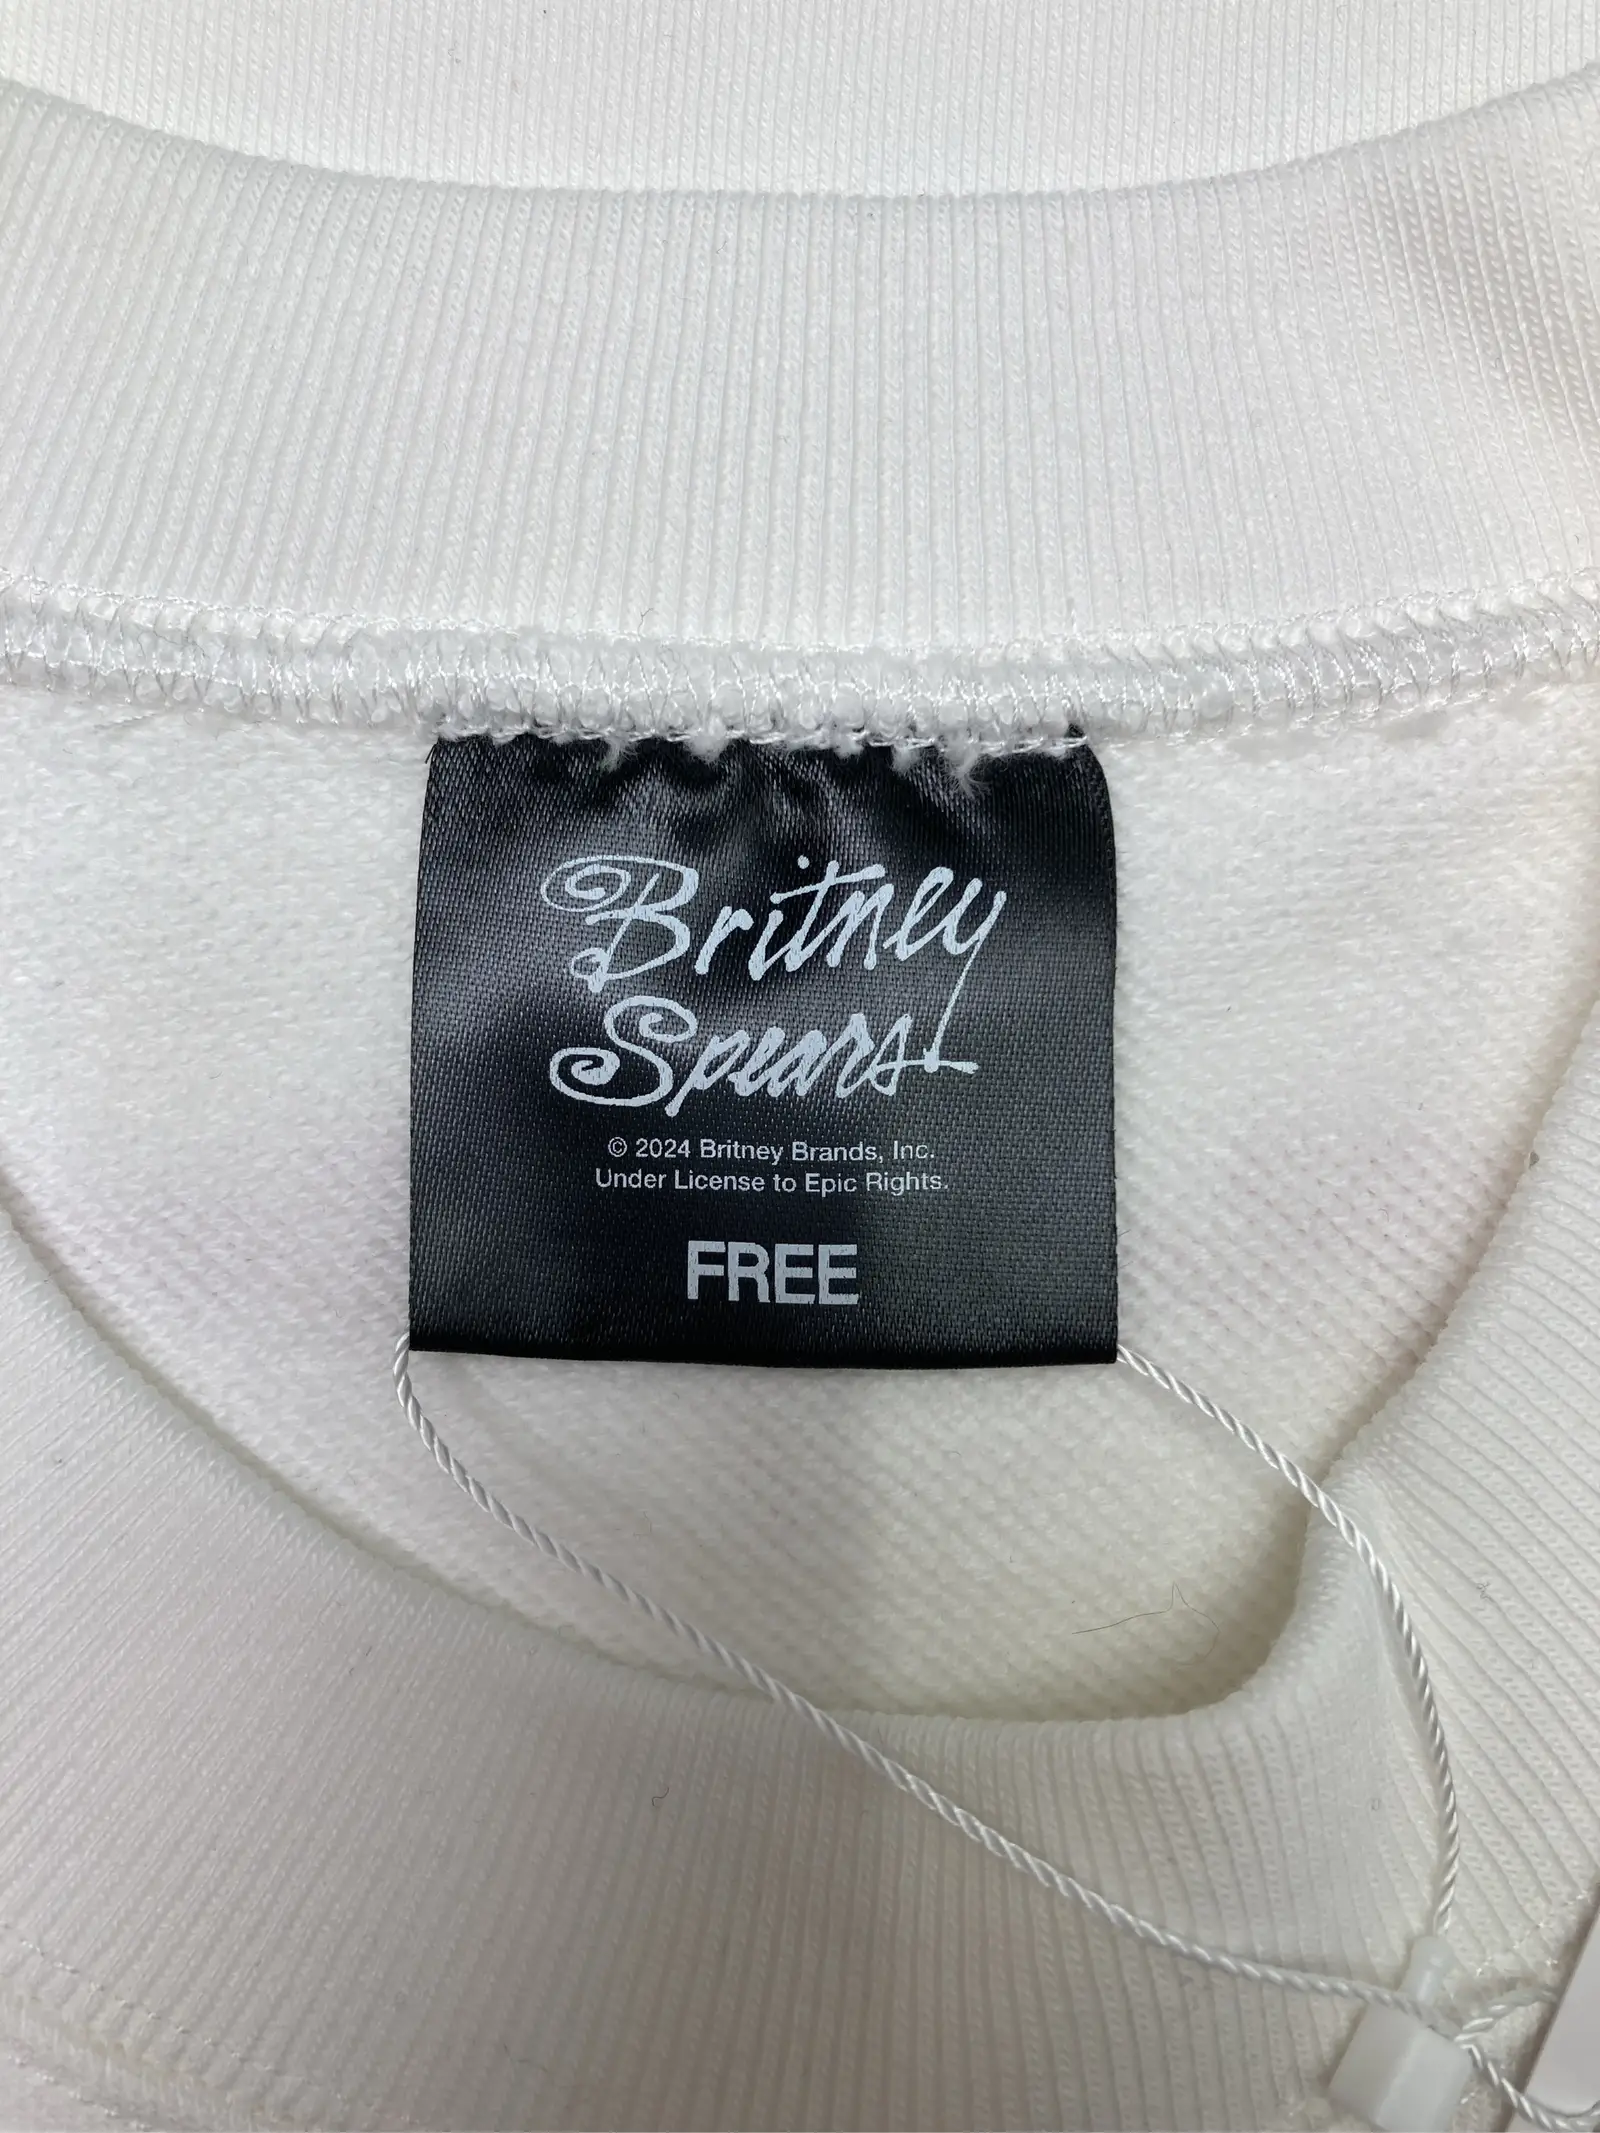 Britney
Spears
© 2024 Britney Brands, Inc.
Under License to Epic Rights.
FREE